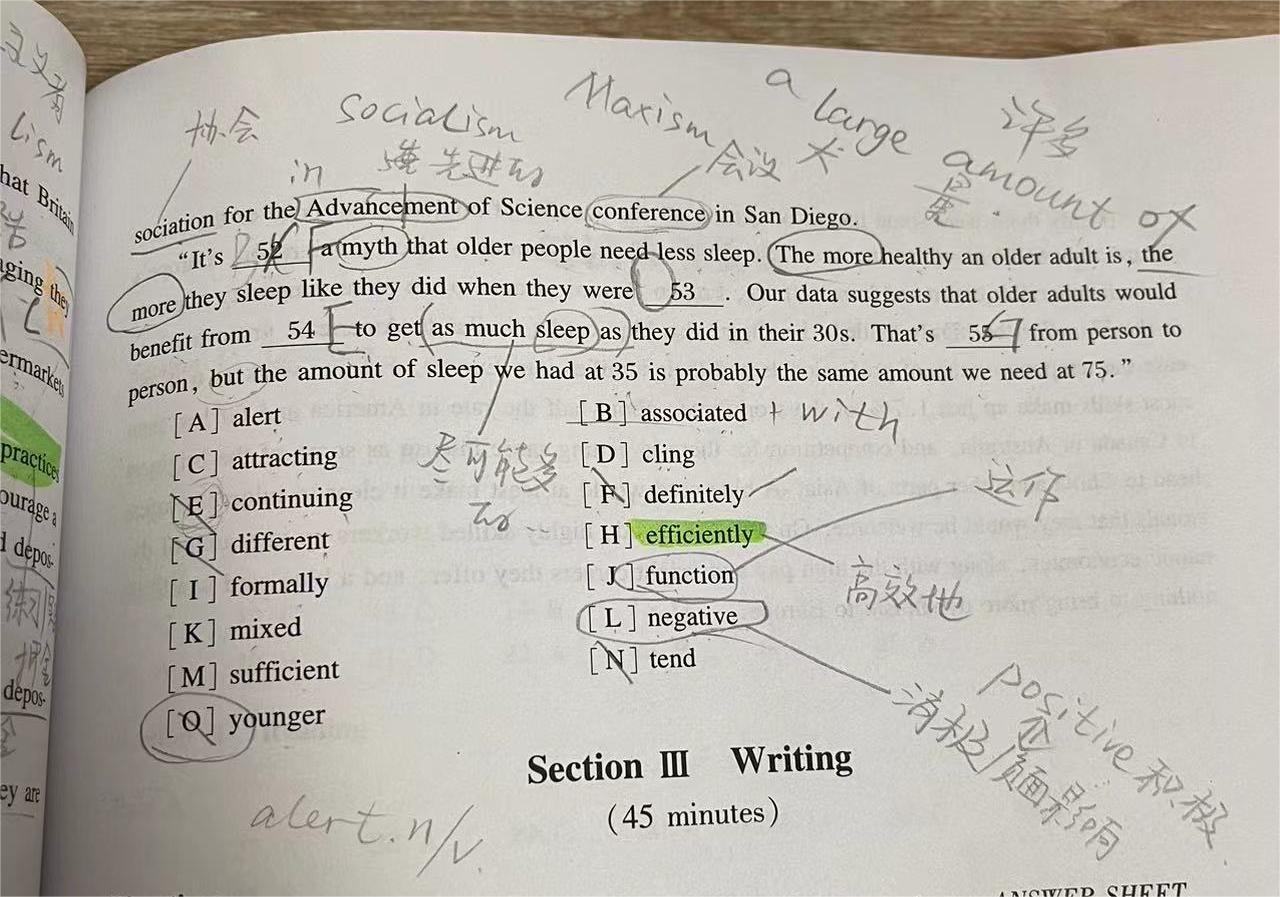 义有
lism
hat Britain
aging they
ermarkets
practices
ourage a
l depos-
练习
押金
depos-
ey are
协会
socialism
Maxism
a large
许多
in
先进的
会议
大
量
amount of
sociation for the Advancement of Science conference in San Diego.
“It's 52 a myth that older people need less sleep. The more healthy an older adult is, the
more they sleep like they did when they were 53 . Our data suggests that older adults would
benefit from 54 E to get as much sleep as they did in their 30s. That's 55 G from person to
person, but the amount of sleep we had at 35 is probably the same amount we need at 75.”
[A] alert
[B] associated + with
[C] attracting
[D] cling
尽可能多
的
[E] continuing
[F] definitely
运作
[G] different
[H] efficiently
高效地
[I] formally
[J] function
[K] mixed
[L] negative
[M] sufficient
[N] tend
[O] younger
positive 积极
消极/负面影响
Section III Writing
(45 minutes)
alert. n/v.
ANSWER SHEET